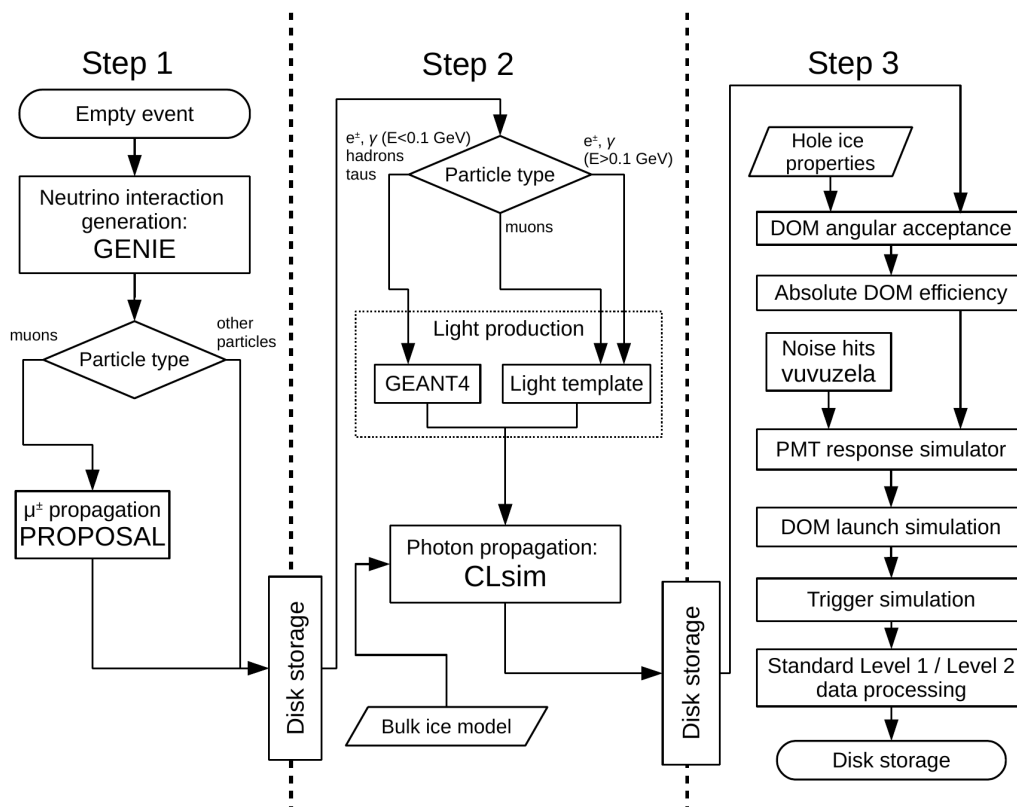 Step 1
Empty event
Neutrino interaction
generation:
GENIE
muons
Particle type
other
particles
μ± propagation
PROPOSAL
Disk storage
Step 2
e±, γ (E<0.1 GeV)
hadrons
taus
Particle type
e±, γ
(E>0.1 GeV)
muons
Light production
GEANT4
Light template
Photon propagation:
CLsim
Bulk ice model
Disk storage
Step 3
Hole ice
properties
DOM angular acceptance
Absolute DOM efficiency
Noise hits
vuvuzela
PMT response simulator
DOM launch simulation
Trigger simulation
Standard Level 1 / Level 2
data processing
Disk storage